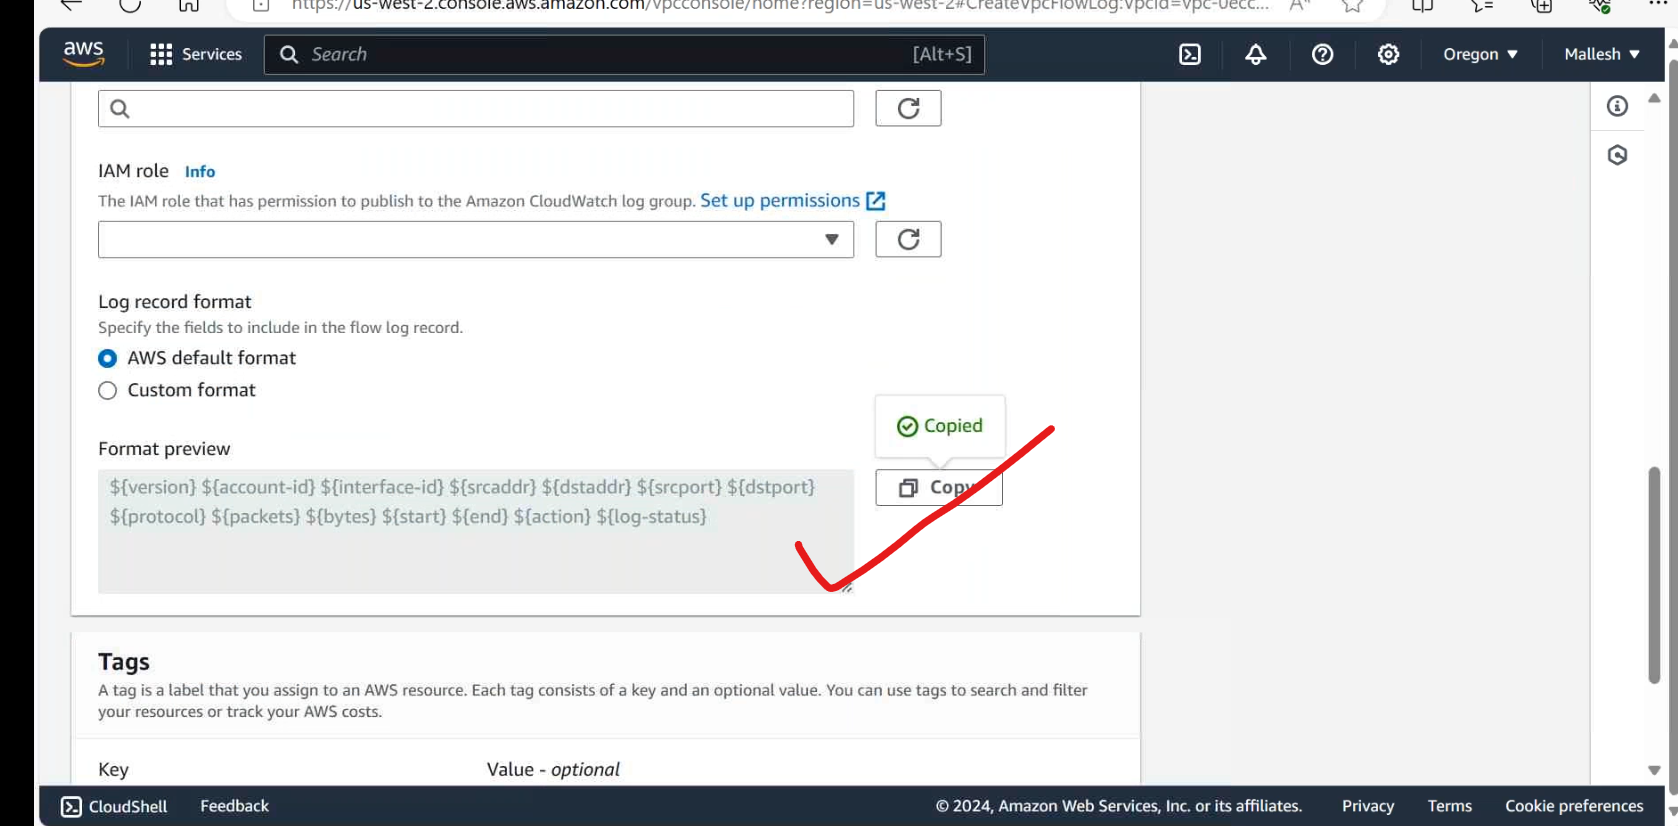 https://us-west-2.console.aws.amazon.com/vpcconsole/home?region=us-west-2#CreateVpcFlowLog:VpcId=vpc-0ecc...
aws Services Search [Alt+S] Oregon Mallesh
IAM role Info
The IAM role that has permission to publish to the Amazon CloudWatch log group. Set up permissions
Log record format
Specify the fields to include in the flow log record.
AWS default format
Custom format
Copied
Format preview
${version} ${account-id} ${interface-id} ${srcaddr} ${dstaddr} ${srcport} ${dstport}
${protocol} ${packets} ${bytes} ${start} ${end} ${action} ${log-status}
Copy
Tags
A tag is a label that you assign to an AWS resource. Each tag consists of a key and an optional value. You can use tags to search and filter
your resources or track your AWS costs.
Key Value - optional
CloudShell Feedback © 2024, Amazon Web Services, Inc. or its affiliates. Privacy Terms Cookie preferences